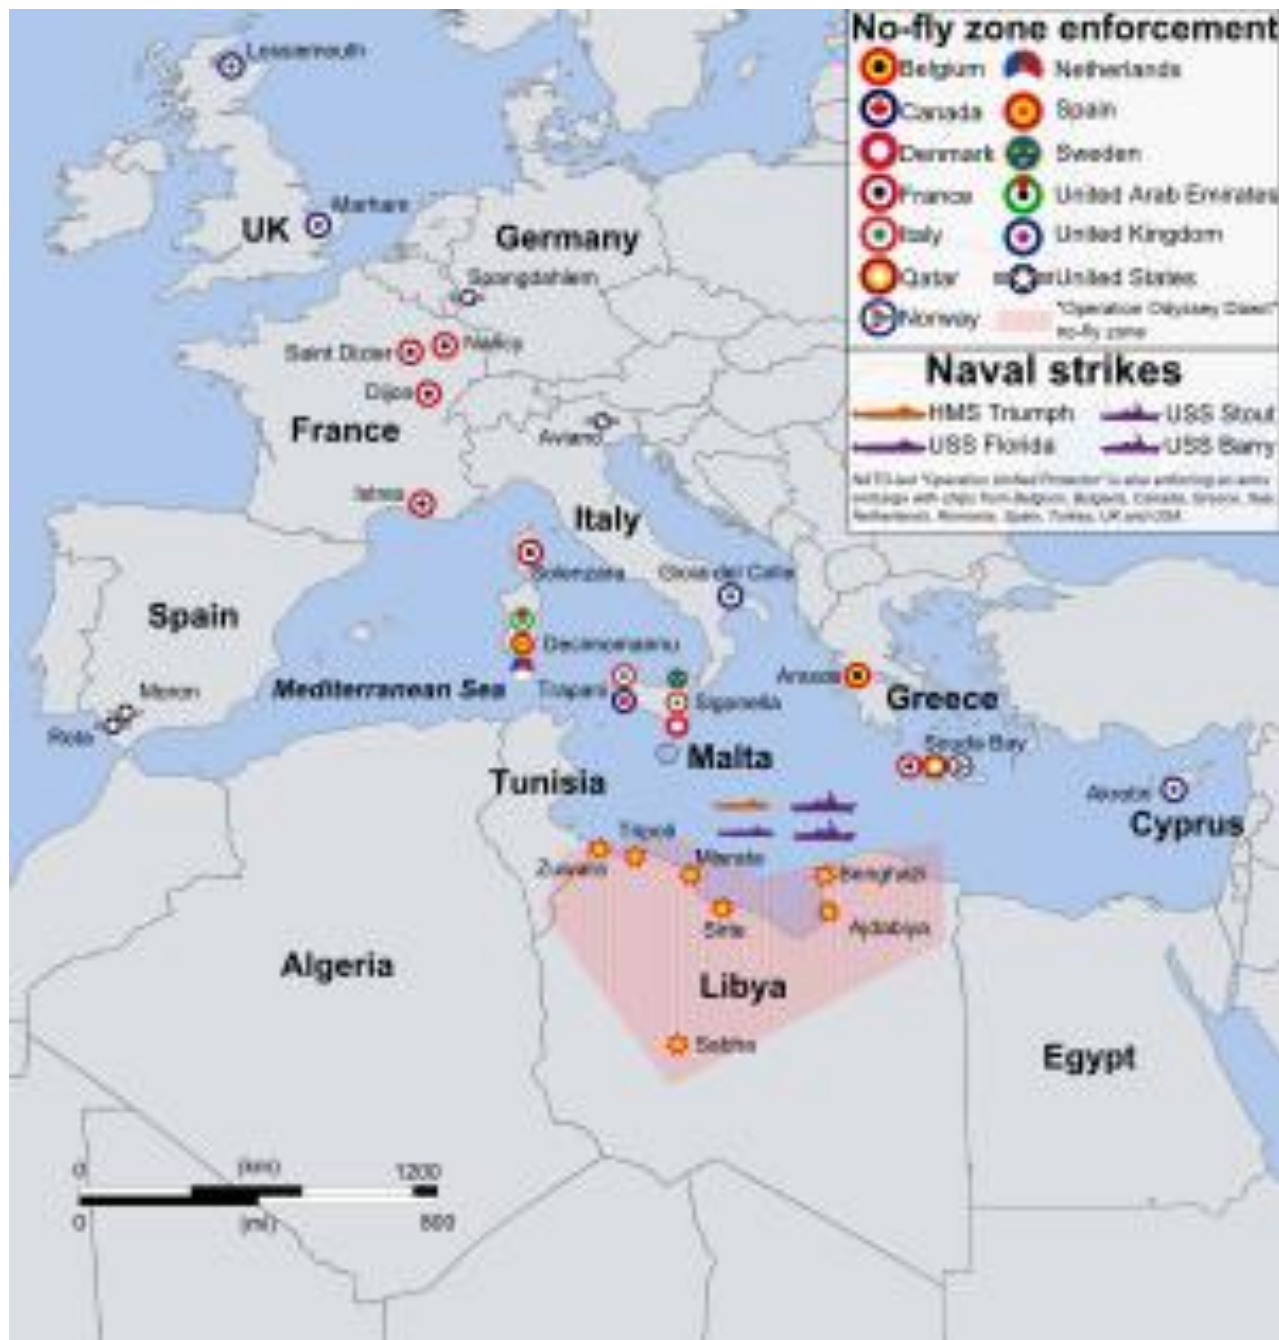 No-fly zone enforcement
Belgium
Netherlands
Canada
Spain
Denmark
Sweden
France
United Arab Emirates
Italy
United Kingdom
Qatar
United States
Norway
"Operation Odyssey Dawn"
no-fly zone
Naval strikes
HMS Triumph
USS Stout
USS Florida
USS Barry
Lossiemouth
Marham
UK
Germany
Spangdahlem
Saint Dizier
Nancy
Dijon
France
Aviano
Istres
Italy
Solenzara
Gioia del Colle
Spain
Decimomannu
Mediterranean Sea
Trapani
Sigonella
Moron
Rota
Greece
Souda Bay
Malta
Tunisia
Akrotiri
Cyprus
Tripoli
Zuwara
Misrata
Benghazi
Sirte
Ajdabiya
Algeria
Libya
Sabha
Egypt
0 (km) 1200
0 (mi) 800